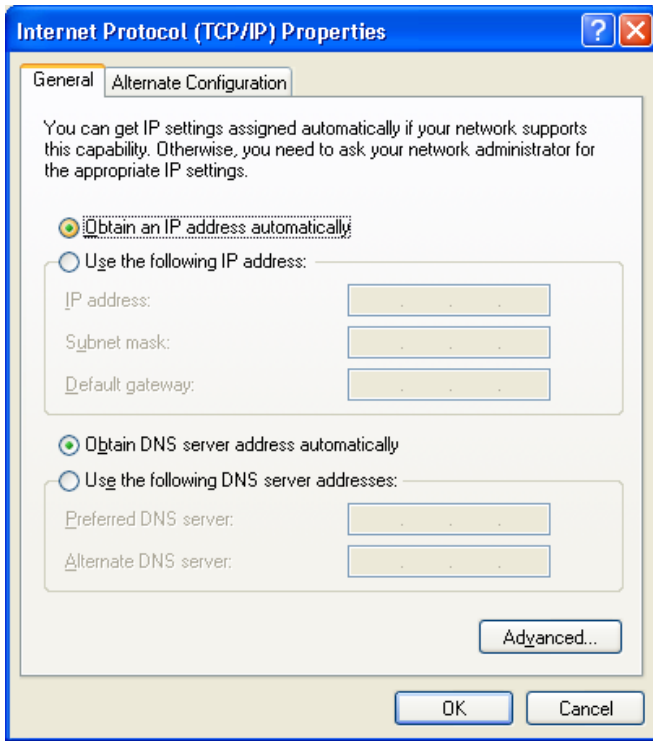 Internet Protocol (TCP/IP) Properties
General
Alternate Configuration
You can get IP settings assigned automatically if your network supports
this capability. Otherwise, you need to ask your network administrator for
the appropriate IP settings.
Obtain an IP address automatically
Use the following IP address:
IP address:
Subnet mask:
Default gateway:
Obtain DNS server address automatically
Use the following DNS server addresses:
Preferred DNS server:
Alternate DNS server:
Advanced...
OK
Cancel